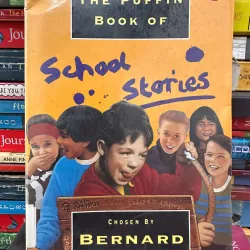 THE PUFFIN
BOOK OF
School
Stories
CHOSEN BY
BERNARD